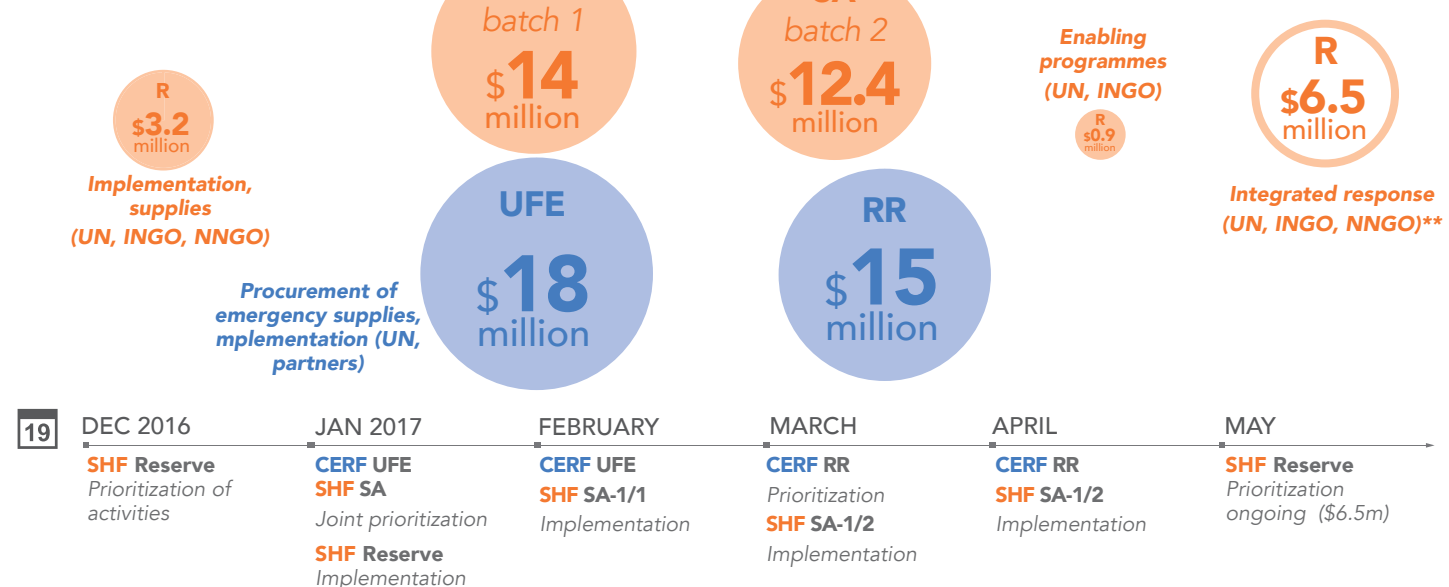 batch 1
$14
million
SA
batch 2
$12.4
million
Enabling
programmes
(UN, INGO)
R
$0.9
million
R
$6.5
million
Integrated response
(UN, INGO, NNGO)**
R
$3.2
million
Implementation,
supplies
(UN, INGO, NNGO)
UFE
$18
million
RR
$15
million
Procurement of
emergency supplies,
mplementation (UN,
partners)
19
DEC 2016
JAN 2017
FEBRUARY
MARCH
APRIL
MAY
SHF Reserve
Prioritization of
activities
CERF UFE
SHF SA
Joint prioritization
SHF Reserve
Implementation
CERF UFE
SHF SA-1/1
Implementation
CERF RR
Prioritization
SHF SA-1/2
Implementation
CERF RR
SHF SA-1/2
Implementation
SHF Reserve
Prioritization
ongoing ($6.5m)